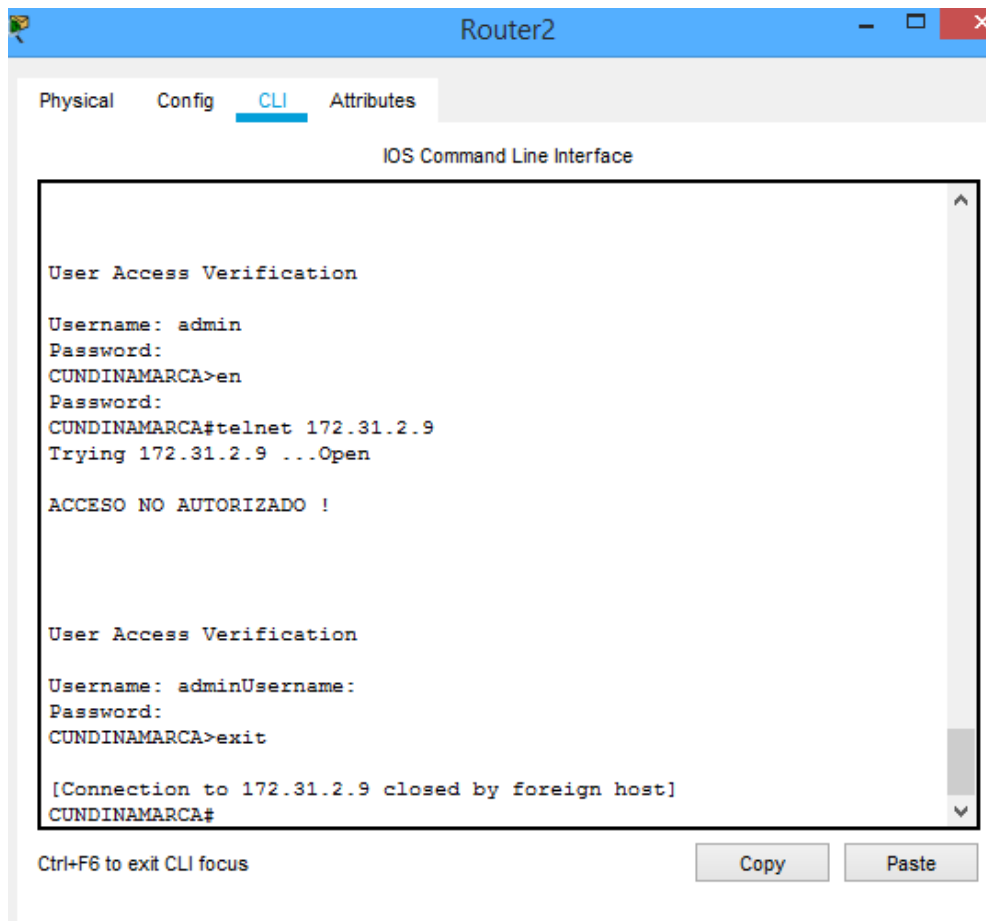 Router2
Physical Config CLI Attributes
IOS Command Line Interface
User Access Verification
Username: admin
Password:
CUNDINAMARCA>en
Password:
CUNDINAMARCA#telnet 172.31.2.9
Trying 172.31.2.9 ...Open
ACCESO NO AUTORIZADO !
User Access Verification
Username: adminUsername:
Password:
CUNDINAMARCA>exit
[Connection to 172.31.2.9 closed by foreign host]
CUNDINAMARCA#
Ctrl+F6 to exit CLI focus Copy Paste